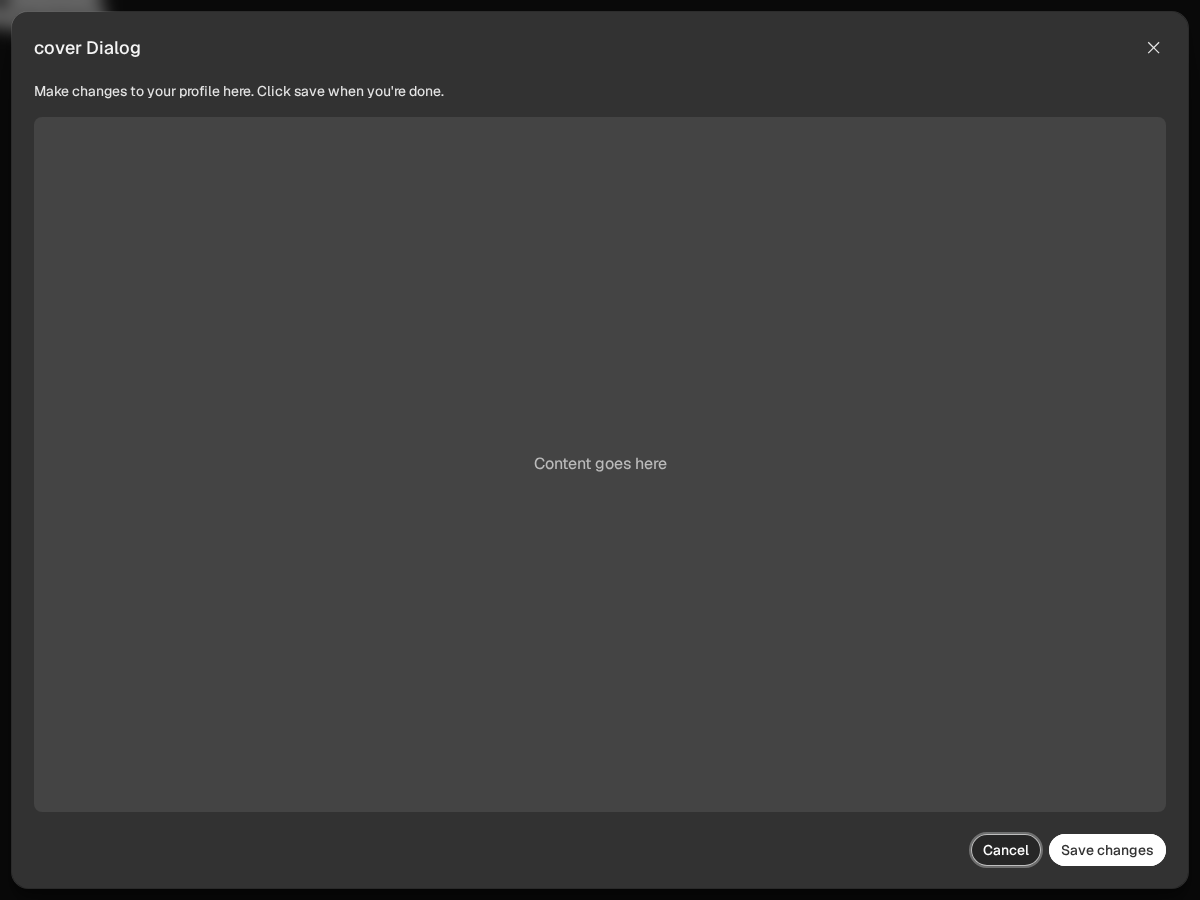 cover Dialog
Make changes to your profile here. Click save when you're done.
Content goes here
Cancel
Save changes